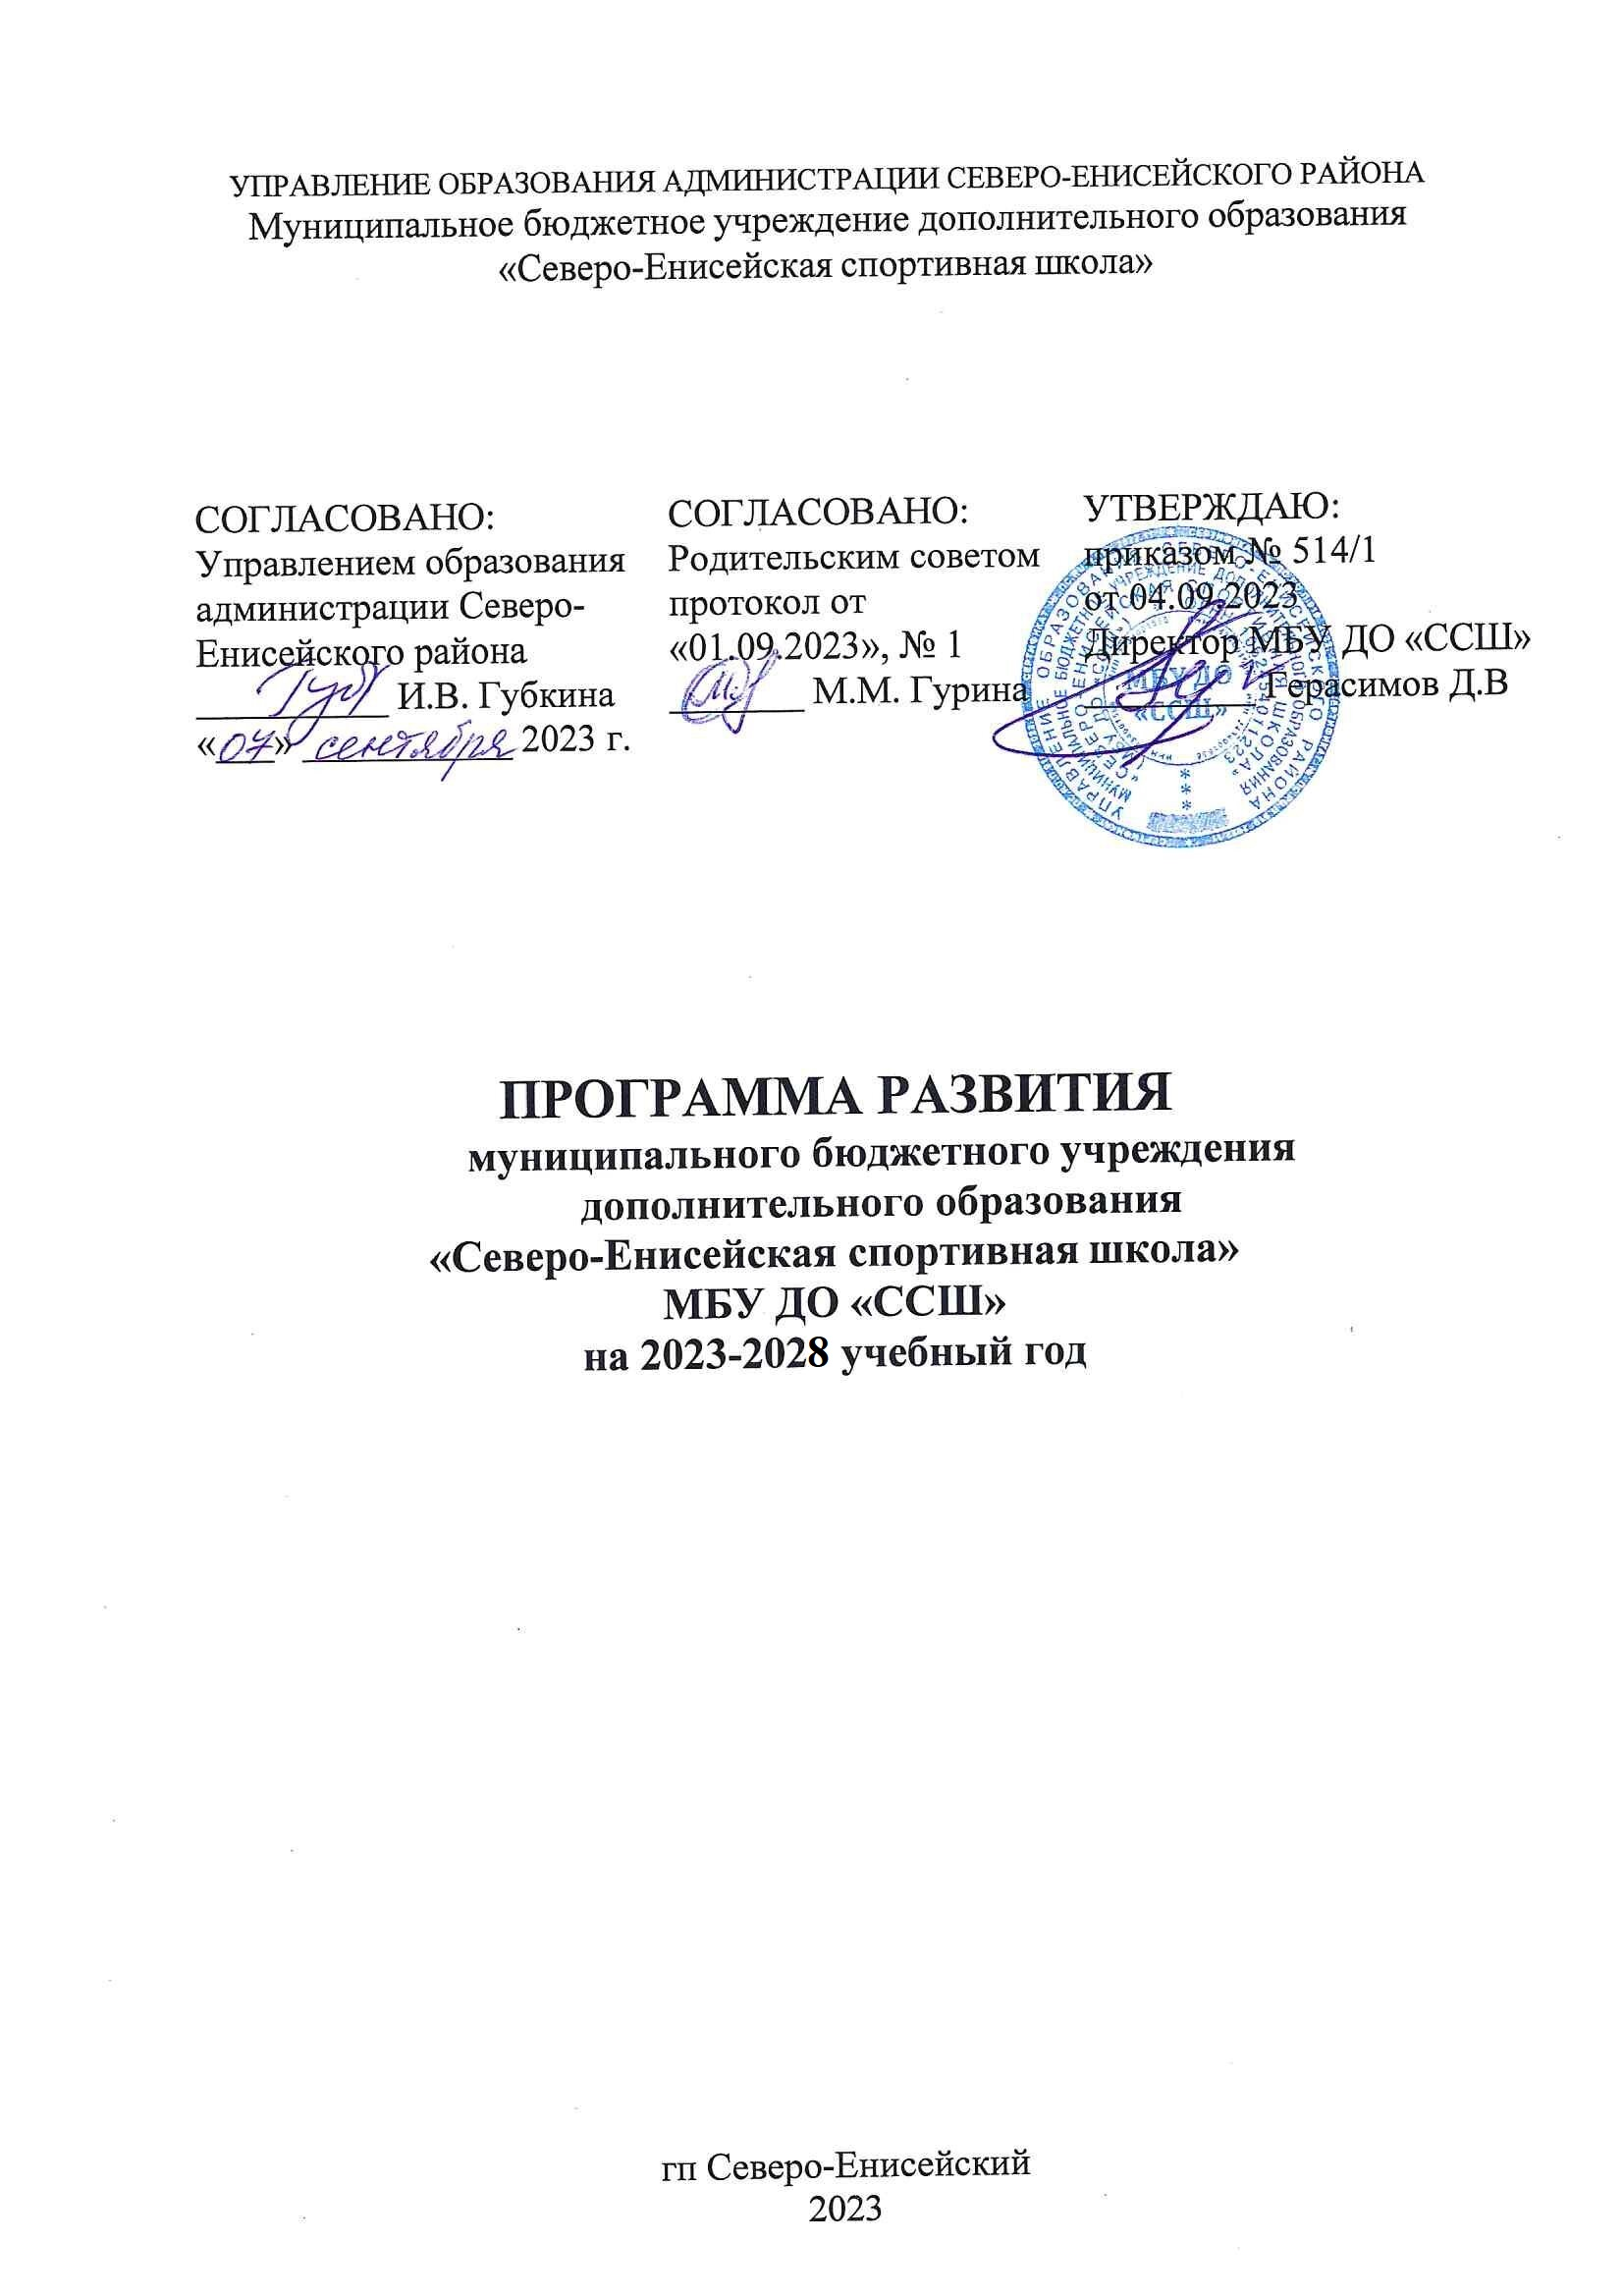 УПРАВЛЕНИЕ ОБРАЗОВАНИЯ АДМИНИСТРАЦИИ СЕВЕРО-ЕНИСЕЙСКОГО РАЙОНА
Муниципальное бюджетное учреждение дополнительного образования
«Северо-Енисейская спортивная школа»
СОГЛАСОВАНО:
Управлением образования
администрации Северо-
Енисейского района
И.В. Губкина
«07» сентября 2023 г.
СОГЛАСОВАНО:
Родительским советом
протокол от
«01.09.2023», № 1
М.М. Гурина
УТВЕРЖДАЮ:
приказом № 514/1
от 04.09.2023
Директор МБУ ДО «ССШ»
Герасимов Д.В
МБУ ДО
«ССШ»
ПРОГРАММА РАЗВИТИЯ
муниципального бюджетного учреждения
дополнительного образования
«Северо-Енисейская спортивная школа»
МБУ ДО «ССШ»
на 2023-2028 учебный год
гп Северо-Енисейский
2023